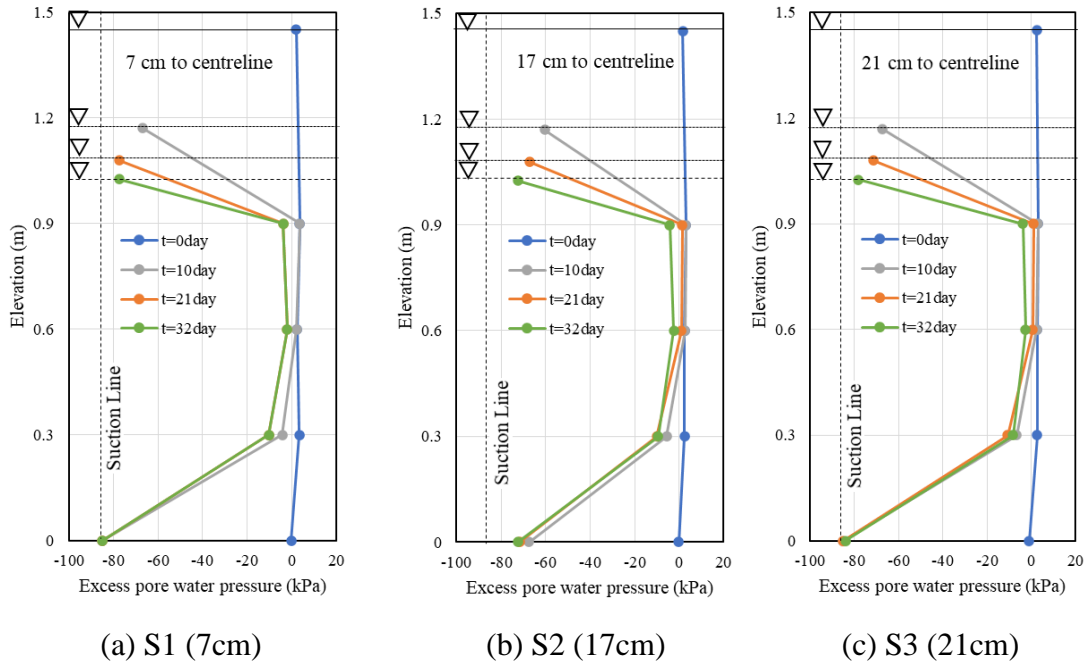 1.5
1.2
0.9
0.6
0.3
0
Elevation (m)
7 cm to centreline
t=0day
t=10day
t=21day
t=32day
Suction Line
-100 -80 -60 -40 -20 0 20
Excess pore water pressure (kPa)
(a) S1 (7cm)
1.5
1.2
0.9
0.6
0.3
0
Elevation (m)
17 cm to centreline
t=0day
t=10day
t=21day
t=32day
Suction Line
-100 -80 -60 -40 -20 0 20
Excess pore water pressure (kPa)
(b) S2 (17cm)
1.5
1.2
0.9
0.6
0.3
0
Elevation (m)
21 cm to centreline
t=0day
t=10day
t=21day
t=32day
Suction Line
-100 -80 -60 -40 -20 0 20
Excess pore water pressure (kPa)
(c) S3 (21cm)